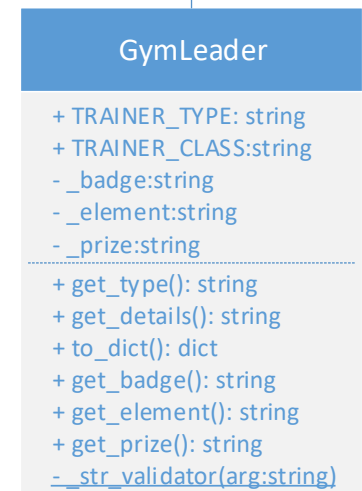 GymLeader
+ TRAINER_TYPE: string
+ TRAINER_CLASS:string
- _badge:string
- _element:string
- _prize:string
+ get_type(): string
+ get_details(): string
+ to_dict(): dict
+ get_badge(): string
+ get_element(): string
+ get_prize(): string
- _str_validator(arg:string)